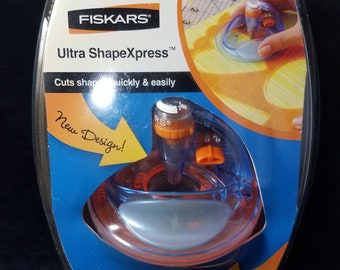 FISKARS
Ultra ShapeXpress™
Cuts shapes quickly & easily
New Design!